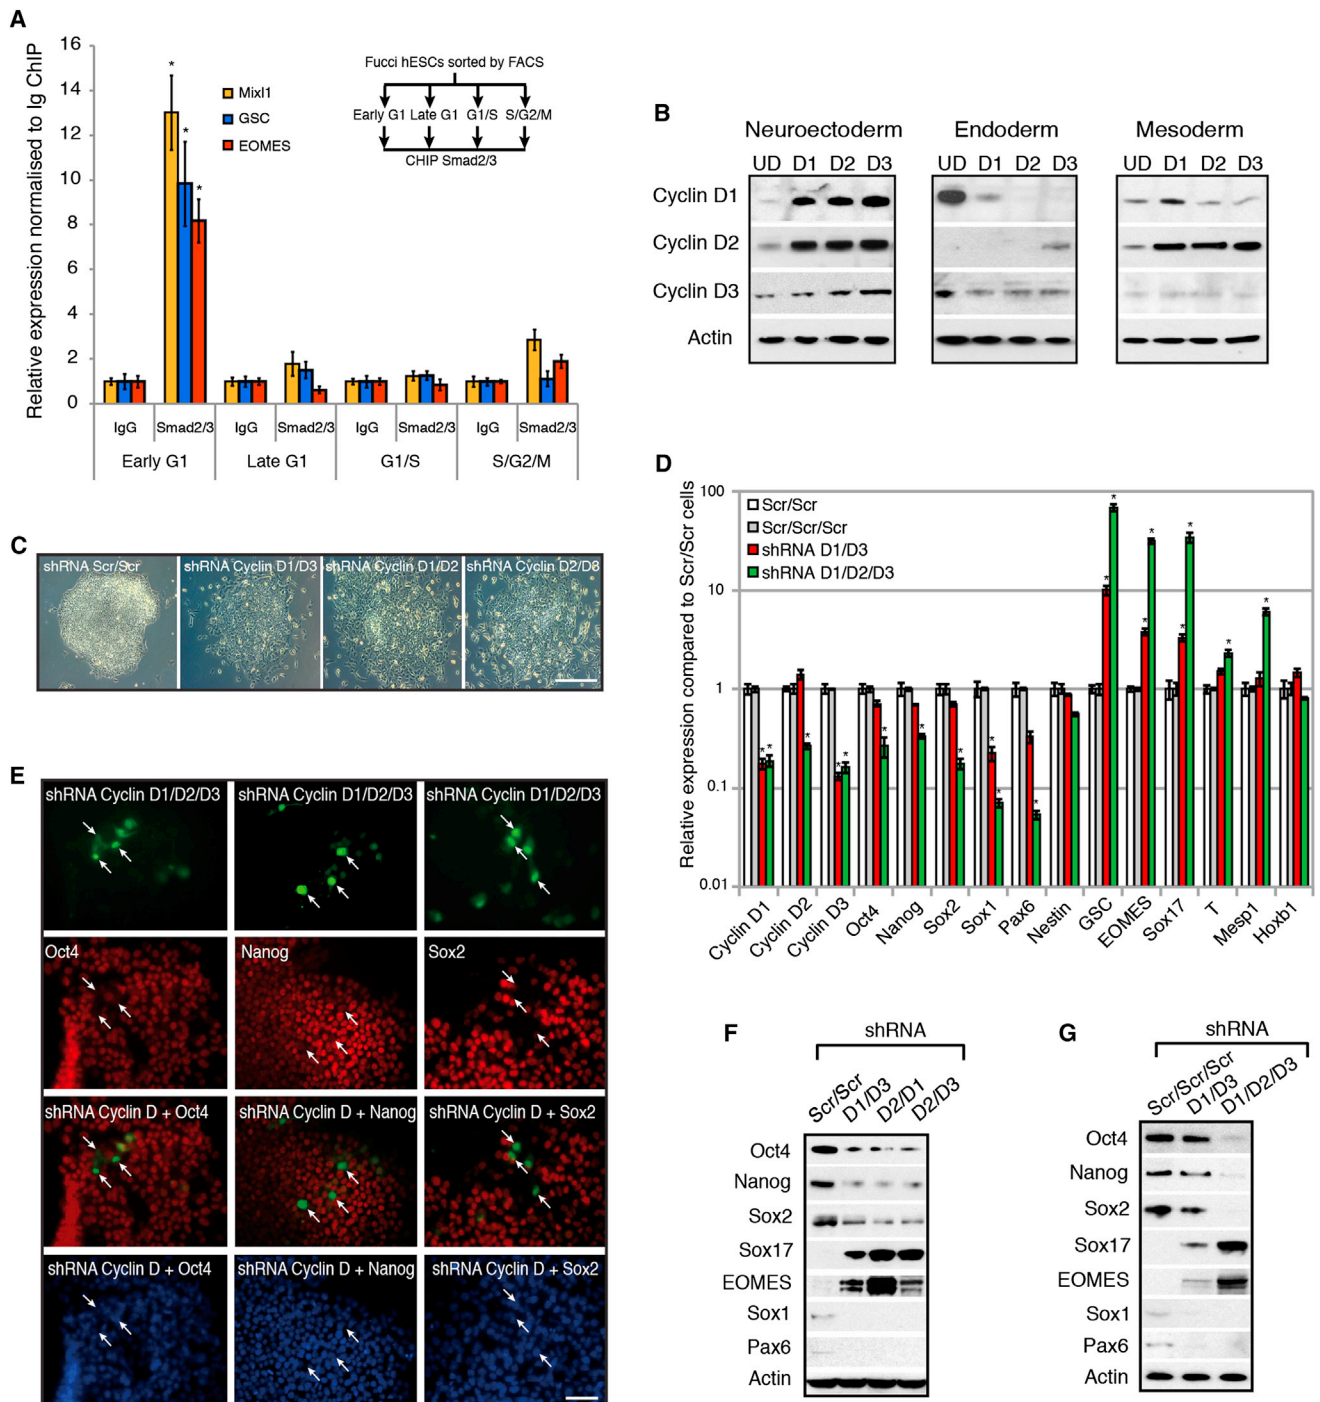 A
Relative expression normalised to Ig ChIP
16
14
12
10
8
6
4
2
0
*
*
*
Mixl1
GSC
EOMES
Fucci hESCs sorted by FACS
Early G1 Late G1 G1/S S/G2/M
CHIP Smad2/3
IgG Smad2/3 IgG Smad2/3 IgG Smad2/3 IgG Smad2/3
Early G1 Late G1 G1/S S/G2/M
B
Neuroectoderm Endoderm Mesoderm
UD D1 D2 D3 UD D1 D2 D3 UD D1 D2 D3
Cyclin D1
Cyclin D2
Cyclin D3
Actin
C
shRNA Scr/Scr shRNA Cyclin D1/D3 shRNA Cyclin D1/D2 shRNA Cyclin D2/D3
D
Relative expression compared to Scr/Scr cells
100
10
1
0.1
0.01
Scr/Scr
Scr/Scr/Scr
shRNA D1/D3
shRNA D1/D2/D3
* * * * * * * * * * * * * * * * * * *
Cyclin D1 Cyclin D2 Cyclin D3 Oct4 Nanog Sox2 Sox1 Pax6 Nestin GSC EOMES Sox17 T Mesp1 Hoxb1
E
shRNA Cyclin D1/D2/D3 shRNA Cyclin D1/D2/D3 shRNA Cyclin D1/D2/D3
Oct4 Nanog Sox2
shRNA Cyclin D + Oct4 shRNA Cyclin D + Nanog shRNA Cyclin D + Sox2
shRNA Cyclin D + Oct4 shRNA Cyclin D + Nanog shRNA Cyclin D + Sox2
F
shRNA
Scr/Scr D1/D3 D2/D1 D2/D3
Oct4
Nanog
Sox2
Sox17
EOMES
Sox1
Pax6
Actin
G
shRNA
Scr/Scr/Scr D1/D3 D1/D2/D3
Oct4
Nanog
Sox2
Sox17
EOMES
Sox1
Pax6
Actin